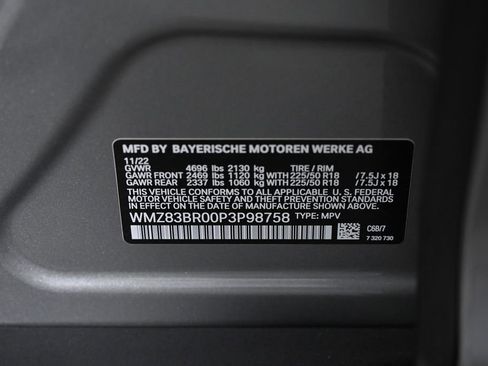 MFD BY BAYERISCHE MOTOREN WERKE AG
11/22
GVWR 4696 lbs 2130 kg TIRE / RIM
GAWR FRONT 2469 lbs 1120 kg WITH 225/50 R18 /7.5J x 18
GAWR REAR 2337 lbs 1060 kg WITH 225/50 R18 /7.5J x 18
THIS VEHICLE CONFORMS TO ALL APPLICABLE U. S. FEDERAL
MOTOR VEHICLE SAFETY AND THEFT PREVENTION STANDARDS
IN EFFECT ON THE DATE OF MANUFACTURE SHOWN ABOVE.
WMZ83BR00P3P98758 TYPE: MPV
C6B/7
7 320 730